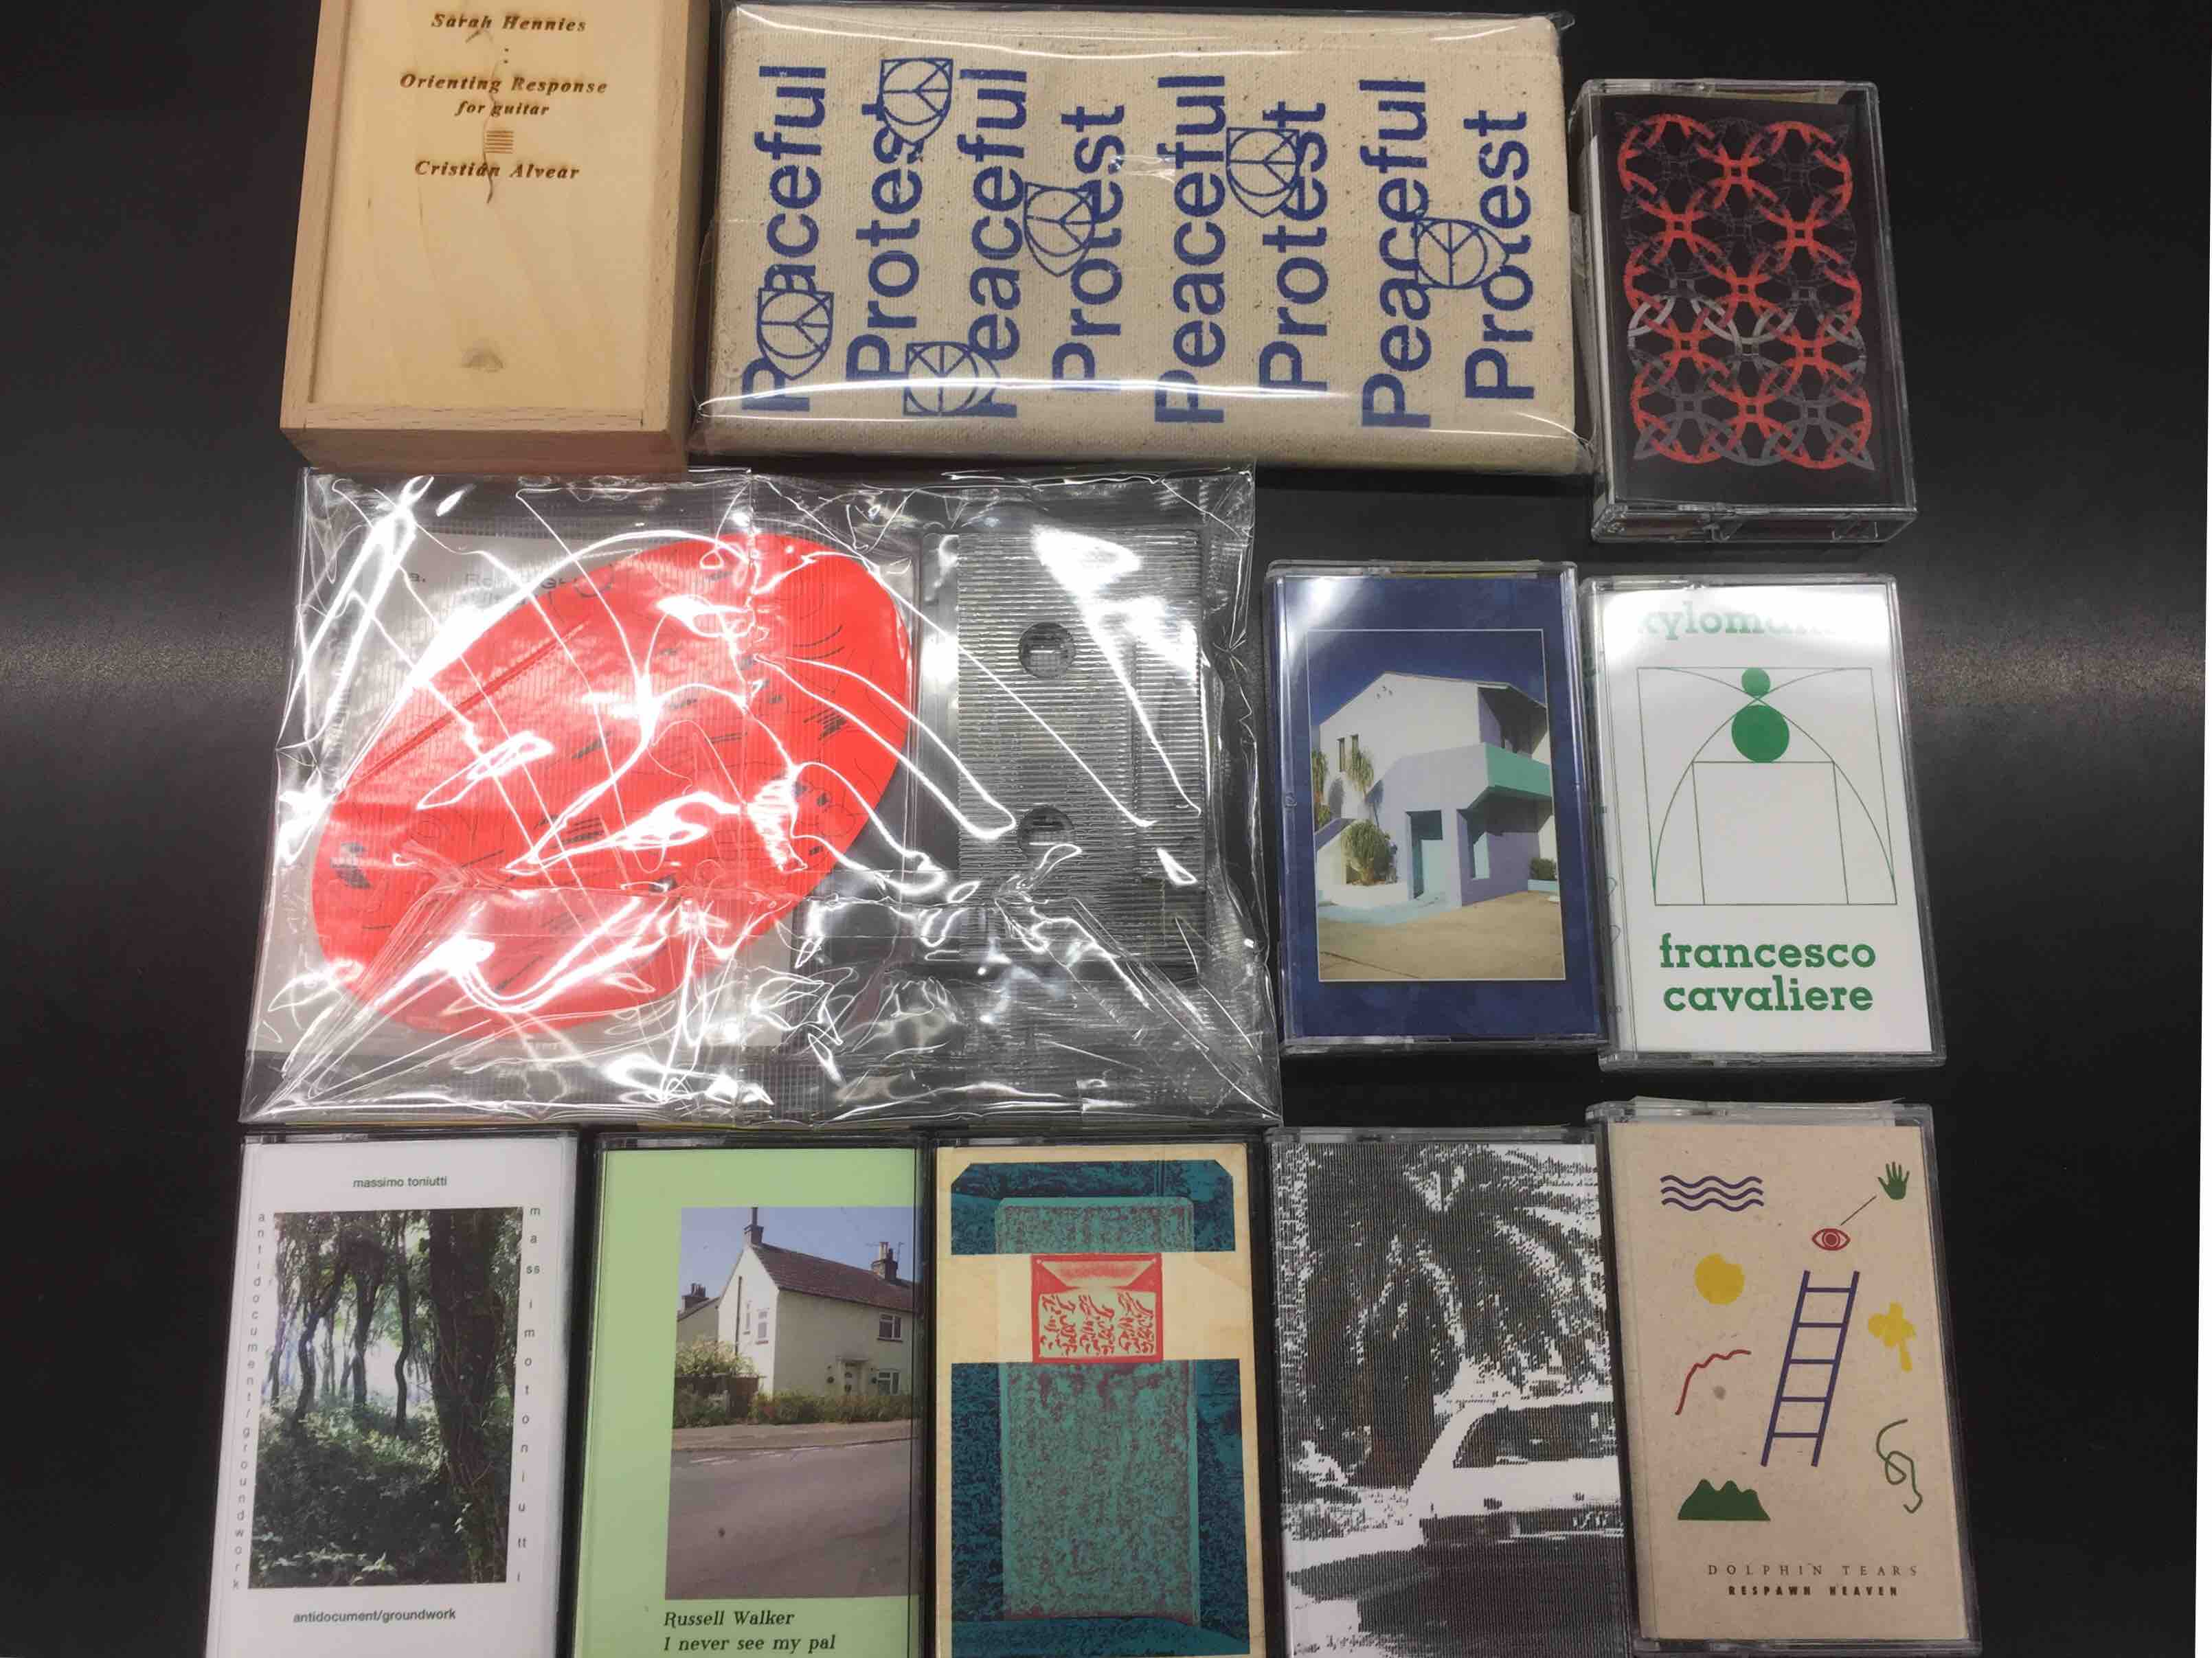 Sarah Hennies
:
Orienting Response
for guitar
Cristián Alvear
Peaceful
Protest
Peaceful
Protest
Peaceful
Protest
Peaceful
Protest
francesco
cavaliere
massimo toniutti
antidocument/groundwork
massimo toniutti
antidocument/groundwork
Russell Walker
I never see my pal
DOLPHIN TEARS
RESPAWN HEAVEN